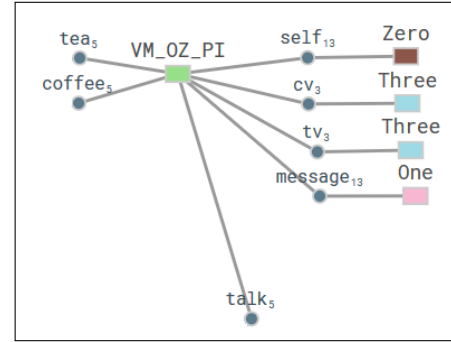 tea₅
VM_OZ_PI
self₁₃
Zero
coffee₅
cv₃
Three
tv₃
Three
message₁₃
One
talk₅